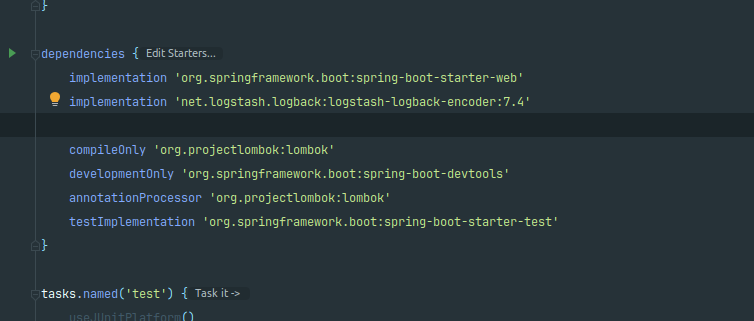 }
dependencies { Edit Starters...
implementation 'org.springframework.boot:spring-boot-starter-web'
implementation 'net.logstash.logback:logstash-logback-encoder:7.4'
compileOnly 'org.projectlombok:lombok'
developmentOnly 'org.springframework.boot:spring-boot-devtools'
annotationProcessor 'org.projectlombok:lombok'
testImplementation 'org.springframework.boot:spring-boot-starter-test'
}
tasks.named('test') { Task it ->
useJUnitPlatform()